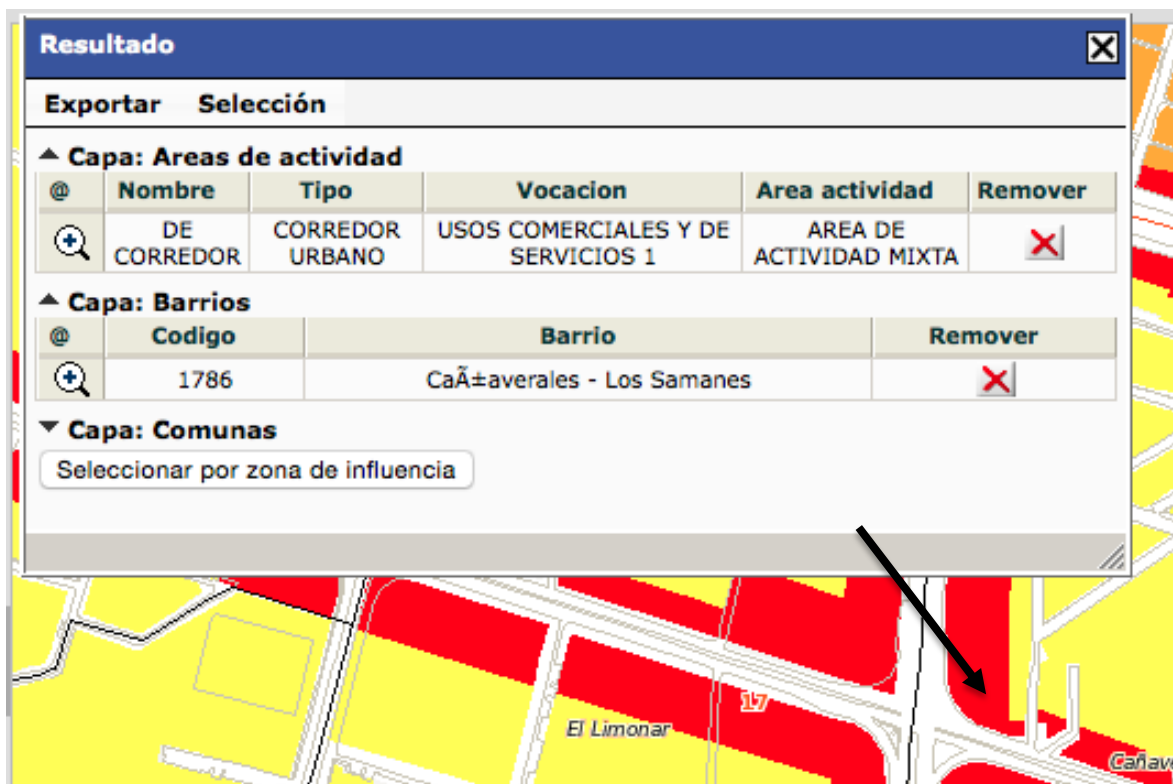 Resultado
Exportar Selección
Capa: Areas de actividad
@ Nombre Tipo Vocacion Area actividad Remover
DE CORREDOR CORREDOR URBANO USOS COMERCIALES Y DE SERVICIOS 1 AREA DE ACTIVIDAD MIXTA
Capa: Barrios
@ Codigo Barrio Remover
1786 CaÃ±averales - Los Samanes
Capa: Comunas
Seleccionar por zona de influencia
17
El Limonar
Cañav